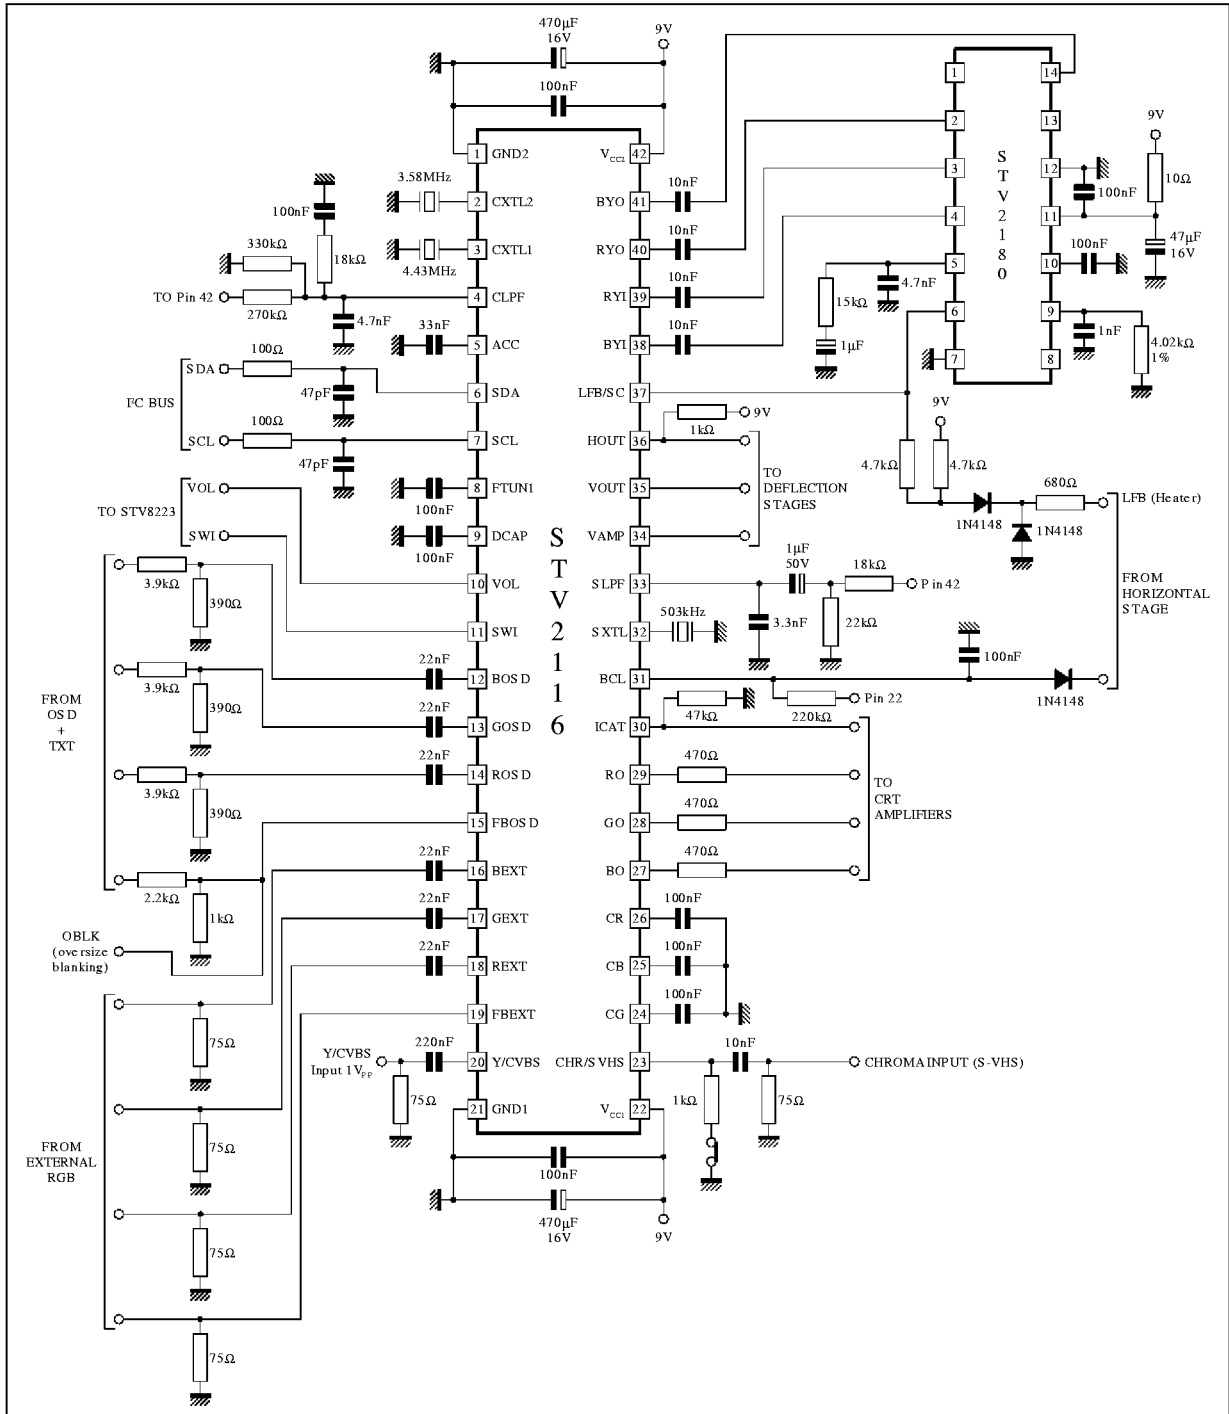 470µF
16V
9V
100nF
1 GND2
VCC2 42
3.58MHz
2 CXTL2
BYO 41
10nF
3 CXTL1
4.43MHz
RYO 40
10nF
100nF
330kΩ
18kΩ
TO Pin 42
270kΩ
4 CLPF
RYI 39
10nF
4.7nF
33nF
5 ACC
BYI 38
10nF
SDA
100Ω
47pF
6 SDA
LFB/SC 37
I²C BUS
SCL
100Ω
47pF
7 SCL
HOUT 36
1kΩ
9V
VOL
8 FTUN1
100nF
VOUT 35
TO
DEFLECTION
STAGES
TO STV8223
SWI
9 DCAP
100nF
VAMP 34
STV2116
3.9kΩ
390Ω
10 VOL
SLPF 33
1µF
50V
18kΩ
Pin 42
3.3nF
22kΩ
11 SWI
SXTL 32
503kHz
22nF
12 BOSD
BCL 31
100nF
1N4148
3.9kΩ
390Ω
47kΩ
220kΩ
Pin 22
FROM
OSD
+
TXT
22nF
13 GOSD
ICAT 30
22nF
14 ROSD
RO 29
470Ω
3.9kΩ
390Ω
TO
CRT
AMPLIFIERS
15 FBOSD
GO 28
470Ω
22nF
16 BEXT
BO 27
470Ω
2.2kΩ
1kΩ
22nF
17 GEXT
CR 26
100nF
OBLK
(oversize
blanking)
22nF
18 REXT
CB 25
100nF
19 FBEXT
CG 24
100nF
75Ω
Y/CVBS
Input 1VPP
220nF
75Ω
20 Y/CVBS
CHR/SVHS 23
10nF
CHROMA INPUT (S-VHS)
1kΩ
75Ω
21 GND1
VCC1 22
FROM
EXTERNAL
RGB
75Ω
100nF
470µF
16V
9V
75Ω
75Ω
STV2180
1
14
2
13
3
12
4
11
5
10
6
9
7
8
9V
10Ω
100nF
47µF
16V
100nF
4.7nF
15kΩ
1µF
1nF
4.02kΩ
1%
9V
4.7kΩ
4.7kΩ
1N4148
680Ω
LFB (Heater)
1N4148
FROM
HORIZONTAL
STAGE